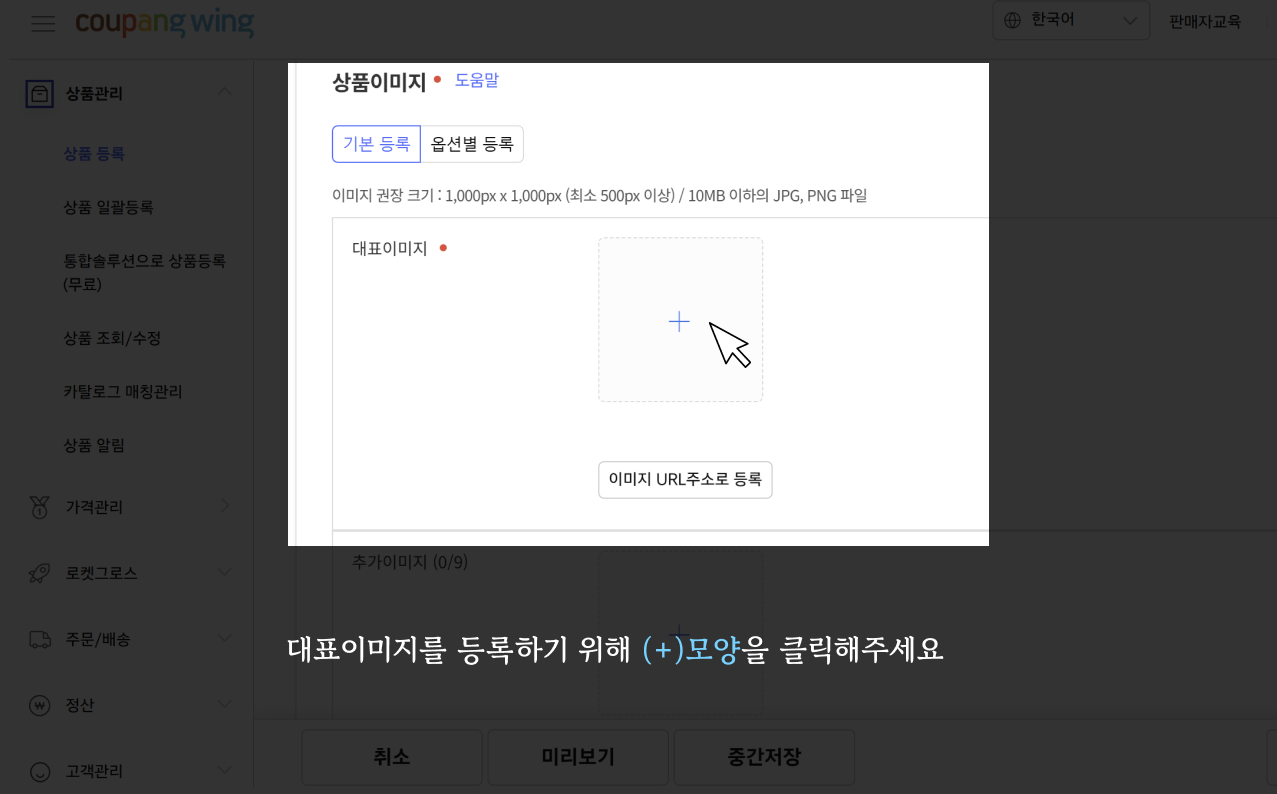 coupang wing
한국어
판매자교육
상품관리
상품 등록
상품 일괄등록
통합솔루션으로 상품등록
(무료)
상품 조회/수정
카탈로그 매칭관리
상품 알림
가격관리
로켓그로스
주문/배송
정산
고객관리
상품이미지 도움말
기본 등록 옵션별 등록
이미지 권장 크기 : 1,000px x 1,000px (최소 500px 이상) / 10MB 이하의 JPG, PNG 파일
대표이미지
이미지 URL주소로 등록
추가이미지 (0/9)
대표이미지를 등록하기 위해 (+)모양을 클릭해주세요
취소 미리보기 중간저장